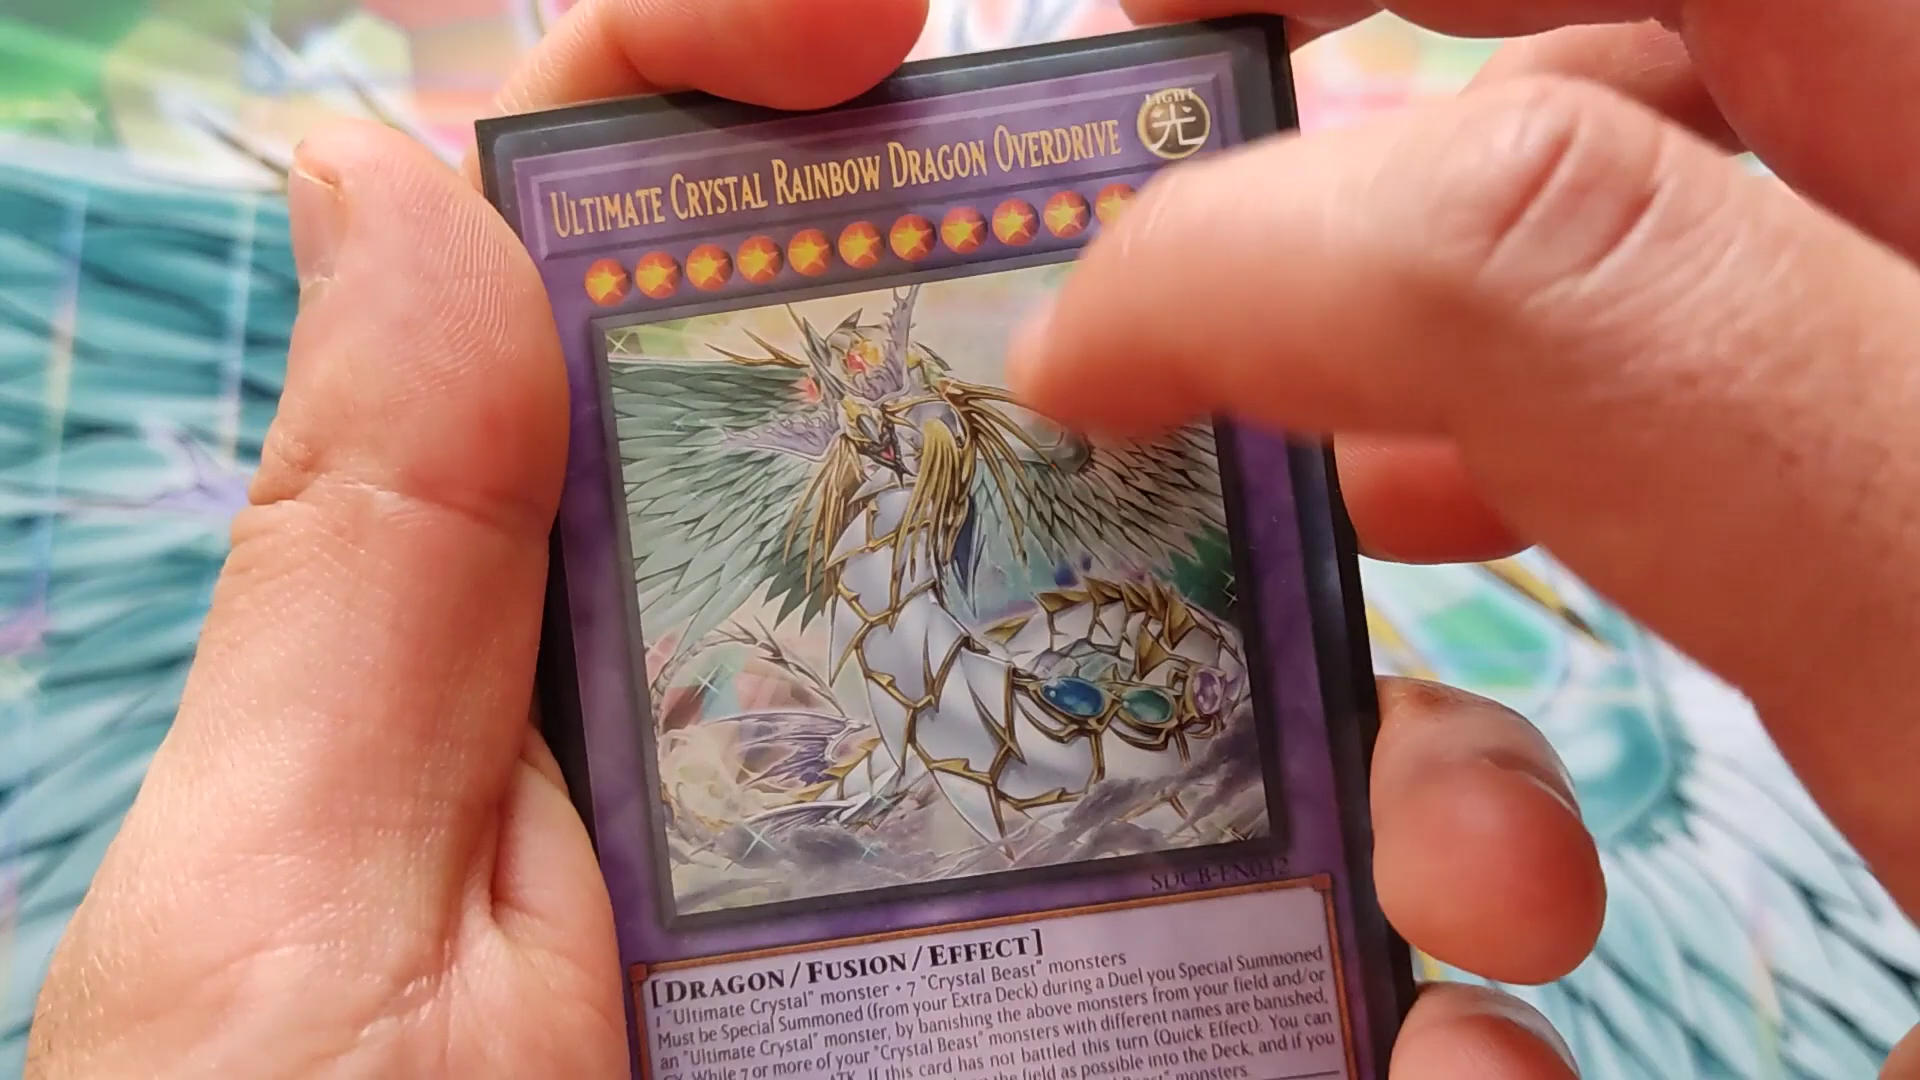 ULTIMATE CRYSTAL RAINBOW DRAGON OVERDRIVE
LIGHT
光
SDCB-EN042
[DRAGON/FUSION/EFFECT]
1 "Ultimate Crystal" monster • 7 "Crystal Beast" monsters
Must be Special Summoned (from your Extra Deck) during a Duel you Special Summoned
an "Ultimate Crystal" monster, by banishing the above monsters from your field and/or
GY. While 7 or more of your "Crystal Beast" monsters with different names are banished,
ATK. If this card has not battled this turn (Quick Effect): You can
the field as possible into the Deck, and if you
monsters.